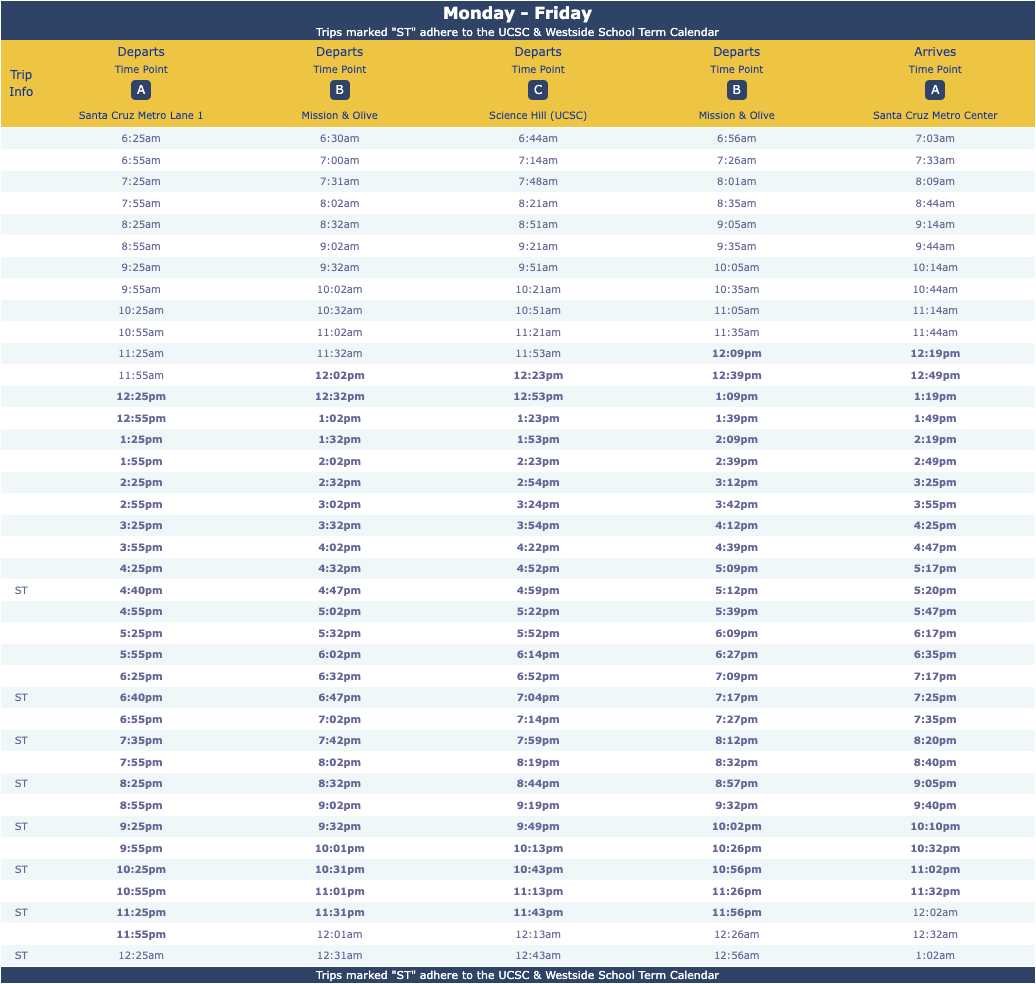 Monday - Friday
Trips marked "ST" adhere to the UCSC & Westside School Term Calendar
Trip Info Departs Departs Departs Departs Arrives
Time Point Time Point Time Point Time Point Time Point
A B C B A
Santa Cruz Metro Lane 1 Mission & Olive Science Hill (UCSC) Mission & Olive Santa Cruz Metro Center
6:25am 6:30am 6:44am 6:56am 7:03am
6:55am 7:00am 7:14am 7:26am 7:33am
7:25am 7:31am 7:48am 8:01am 8:09am
7:55am 8:02am 8:21am 8:35am 8:44am
8:25am 8:32am 8:51am 9:05am 9:14am
8:55am 9:02am 9:21am 9:35am 9:44am
9:25am 9:32am 9:51am 10:05am 10:14am
9:55am 10:02am 10:21am 10:35am 10:44am
10:25am 10:32am 10:51am 11:05am 11:14am
10:55am 11:02am 11:21am 11:35am 11:44am
11:25am 11:32am 11:53am 12:09pm 12:19pm
11:55am 12:02pm 12:23pm 12:39pm 12:49pm
12:25pm 12:32pm 12:53pm 1:09pm 1:19pm
12:55pm 1:02pm 1:23pm 1:39pm 1:49pm
1:25pm 1:32pm 1:53pm 2:09pm 2:19pm
1:55pm 2:02pm 2:23pm 2:39pm 2:49pm
2:25pm 2:32pm 2:54pm 3:12pm 3:25pm
2:55pm 3:02pm 3:24pm 3:42pm 3:55pm
3:25pm 3:32pm 3:54pm 4:12pm 4:25pm
3:55pm 4:02pm 4:22pm 4:39pm 4:47pm
4:25pm 4:32pm 4:52pm 5:09pm 5:17pm
ST 4:40pm 4:47pm 4:59pm 5:12pm 5:20pm
4:55pm 5:02pm 5:22pm 5:39pm 5:47pm
5:25pm 5:32pm 5:52pm 6:09pm 6:17pm
5:55pm 6:02pm 6:14pm 6:27pm 6:35pm
6:25pm 6:32pm 6:52pm 7:09pm 7:17pm
ST 6:40pm 6:47pm 7:04pm 7:17pm 7:25pm
6:55pm 7:02pm 7:14pm 7:27pm 7:35pm
ST 7:35pm 7:42pm 7:59pm 8:12pm 8:20pm
7:55pm 8:02pm 8:19pm 8:32pm 8:40pm
ST 8:25pm 8:32pm 8:44pm 8:57pm 9:05pm
8:55pm 9:02pm 9:19pm 9:32pm 9:40pm
ST 9:25pm 9:32pm 9:49pm 10:02pm 10:10pm
9:55pm 10:01pm 10:13pm 10:26pm 10:32pm
ST 10:25pm 10:31pm 10:43pm 10:56pm 11:02pm
10:55pm 11:01pm 11:13pm 11:26pm 11:32pm
ST 11:25pm 11:31pm 11:43pm 11:56pm 12:02am
11:55pm 12:01am 12:13am 12:26am 12:32am
ST 12:25am 12:31am 12:43am 12:56am 1:02am
Trips marked "ST" adhere to the UCSC & Westside School Term Calendar